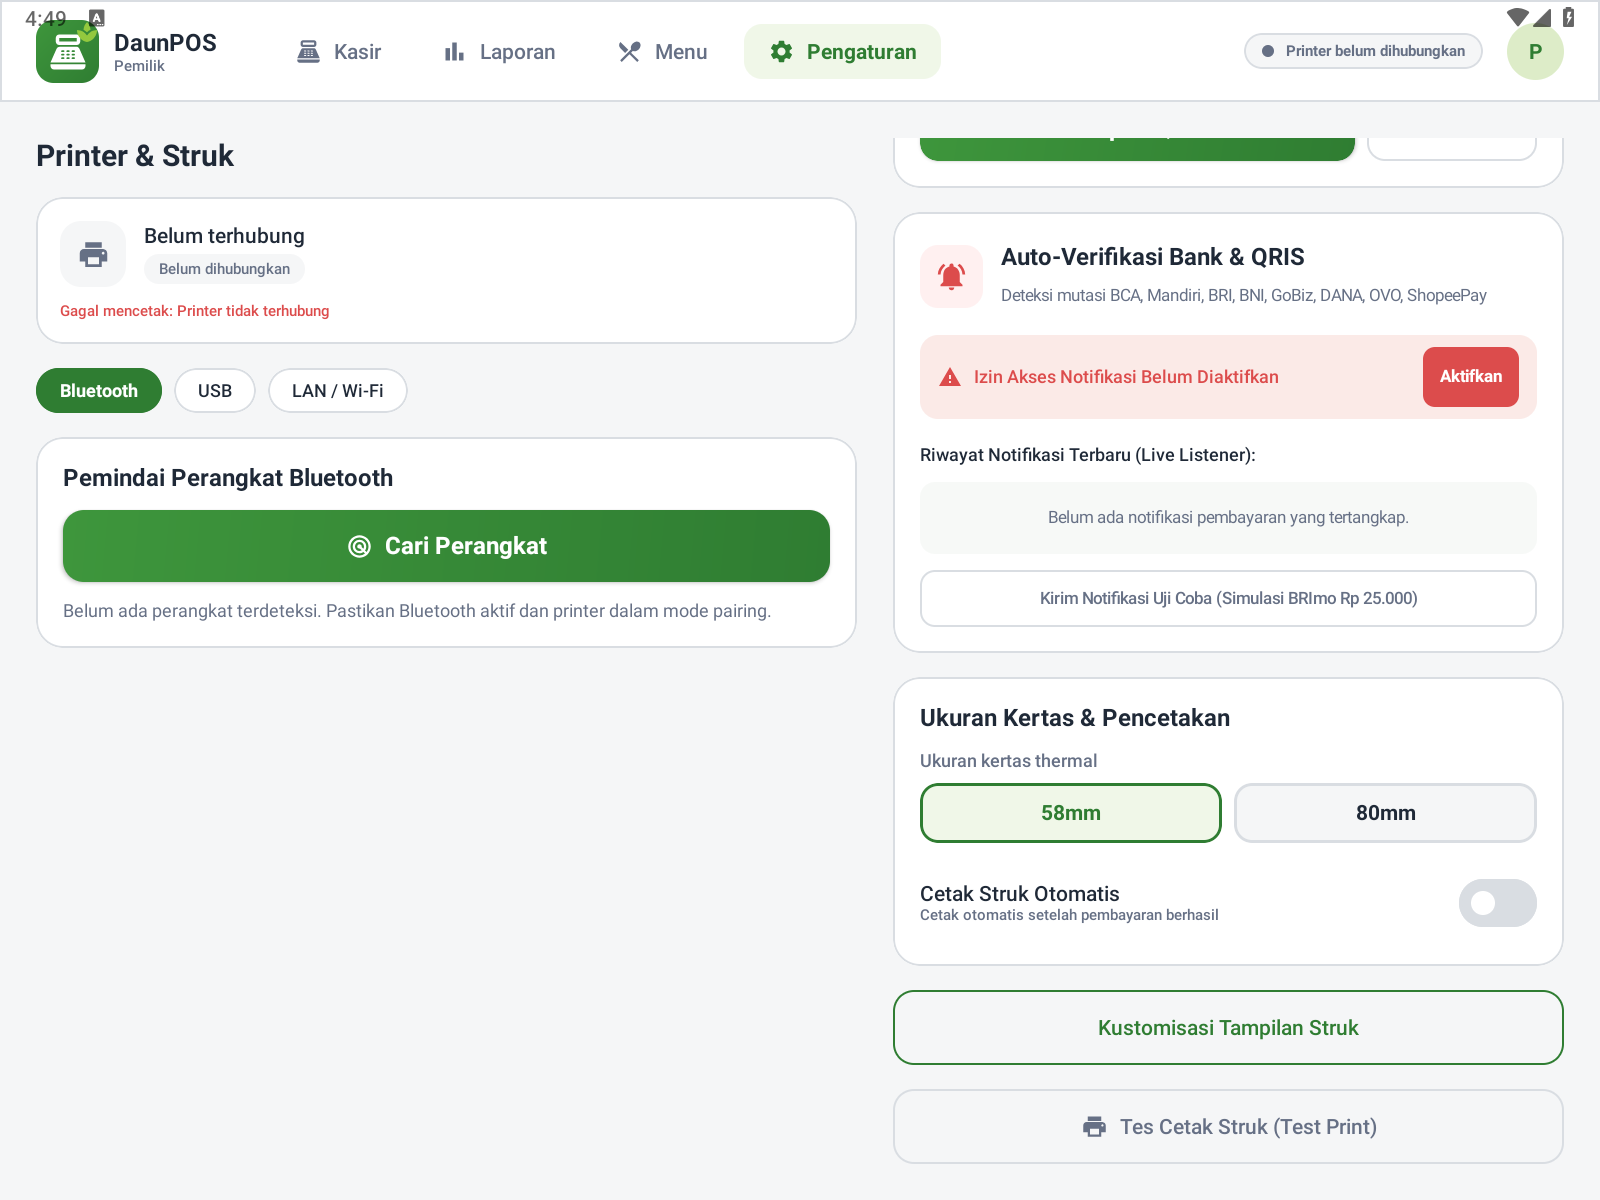 4:49
A
DaunPOS
Pemilik
Kasir
Laporan
Menu
Pengaturan
Printer belum dihubungkan
P
Printer & Struk
Belum terhubung
Belum dihubungkan
Gagal mencetak: Printer tidak terhubung
Bluetooth
USB
LAN / Wi-Fi
Pemindai Perangkat Bluetooth
Cari Perangkat
Belum ada perangkat terdeteksi. Pastikan Bluetooth aktif dan printer dalam mode pairing.
Auto-Verifikasi Bank & QRIS
Deteksi mutasi BCA, Mandiri, BRI, BNI, GoBiz, DANA, OVO, ShopeePay
Izin Akses Notifikasi Belum Diaktifkan
Aktifkan
Riwayat Notifikasi Terbaru (Live Listener):
Belum ada notifikasi pembayaran yang tertangkap.
Kirim Notifikasi Uji Coba (Simulasi BRImo Rp 25.000)
Ukuran Kertas & Pencetakan
Ukuran kertas thermal
58mm
80mm
Cetak Struk Otomatis
Cetak otomatis setelah pembayaran berhasil
Kustomisasi Tampilan Struk
Tes Cetak Struk (Test Print)